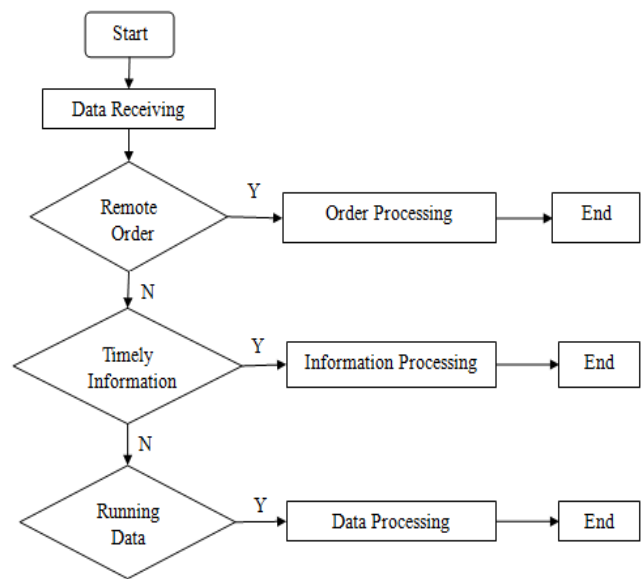 Start
Data Receiving
Remote
Order
Y
Order Processing
End
N
Timely
Information
Y
Information Processing
End
N
Running
Data
Y
Data Processing
End